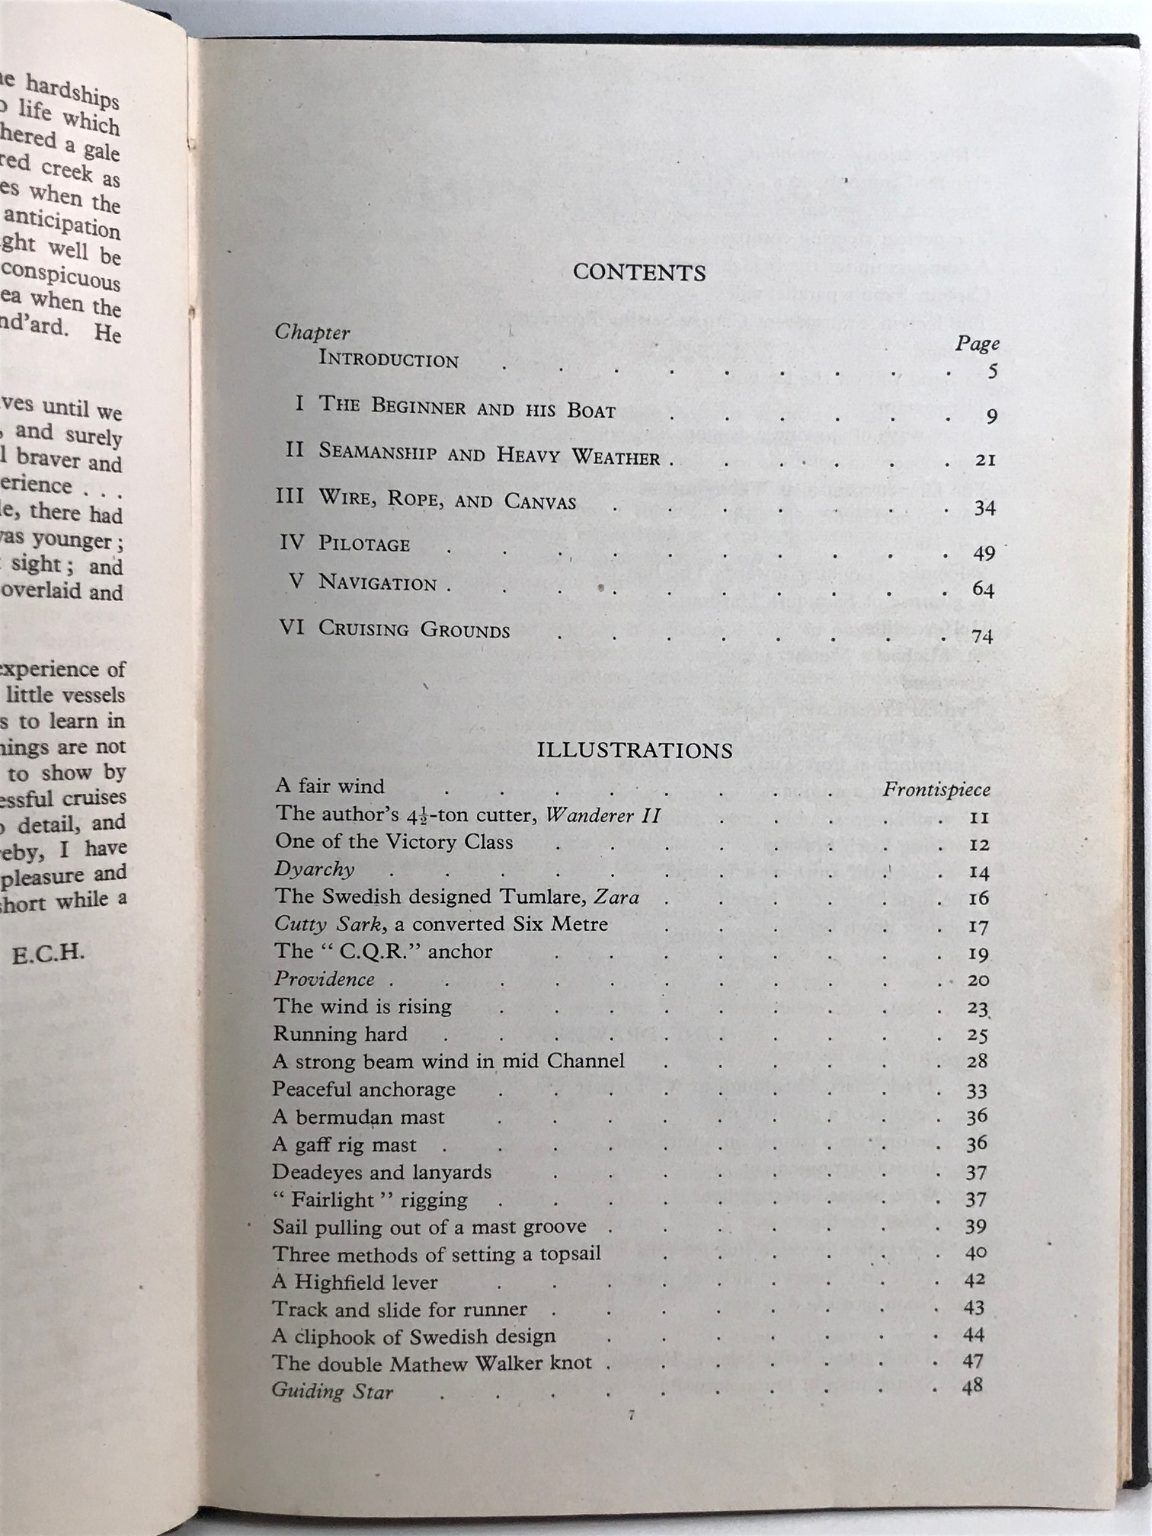 e hardships
life which
hered a gale
red creek as
es when the
anticipation
ght well be
conspicuous
ea when the
nd'ard. He
ves until we
, and surely
l braver and
erience . . .
le, there had
as younger;
sight; and
overlaid and
experience of
little vessels
s to learn in
ings are not
to show by
essful cruises
detail, and
eby, I have
pleasure and
short while a
E.C.H.
CONTENTS
Chapter Page
INTRODUCTION . . . . . . . . . 5
I THE BEGINNER AND HIS BOAT . . . . . . 9
II SEAMANSHIP AND HEAVY WEATHER . . . . . . 21
III WIRE, ROPE, AND CANVAS . . . . . . . 34
IV PILOTAGE . . . . . . . . . . 49
V NAVIGATION . . . . . . . . . . 64
VI CRUISING GROUNDS . . . . . . . . 74
ILLUSTRATIONS
A fair wind . . . . . . Frontispiece
The author's 4½-ton cutter, Wanderer II . . . . . 11
One of the Victory Class . . . . . . . . 12
Dyarchy . . . . . . . . . . . 14
The Swedish designed Tumlare, Zara . . . . . . 16
Cutty Sark, a converted Six Metre . . . . . . 17
The " C.Q.R." anchor . . . . . . . . 19
Providence . . . . . . . . . . . 20
The wind is rising . . . . . . . . . 23
Running hard . . . . . . . . . . 25
A strong beam wind in mid Channel . . . . . . 28
Peaceful anchorage . . . . . . . . . 33
A bermudan mast . . . . . . . . . 36
A gaff rig mast . . . . . . . . . . 36
Deadeyes and lanyards . . . . . . . . 37
" Fairlight " rigging . . . . . . . . . 37
Sail pulling out of a mast groove . . . . . . . 39
Three methods of setting a topsail . . . . . . 40
A Highfield lever . . . . . . . . . 42
Track and slide for runner . . . . . . . . 43
A cliphook of Swedish design . . . . . . . 44
The double Mathew Walker knot . . . . . . . 47
Guiding Star . . . . . . . . . . 48
7